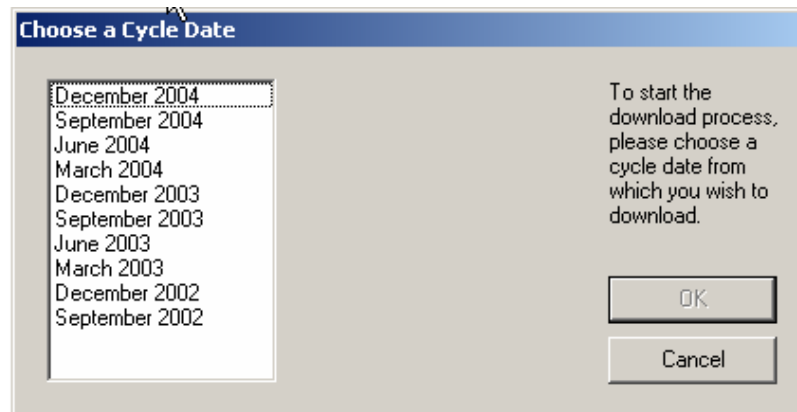 Choose a Cycle Date
December 2004
September 2004
June 2004
March 2004
December 2003
September 2003
June 2003
March 2003
December 2002
September 2002
To start the
download process,
please choose a
cycle date from
which you wish to
download.
OK
Cancel